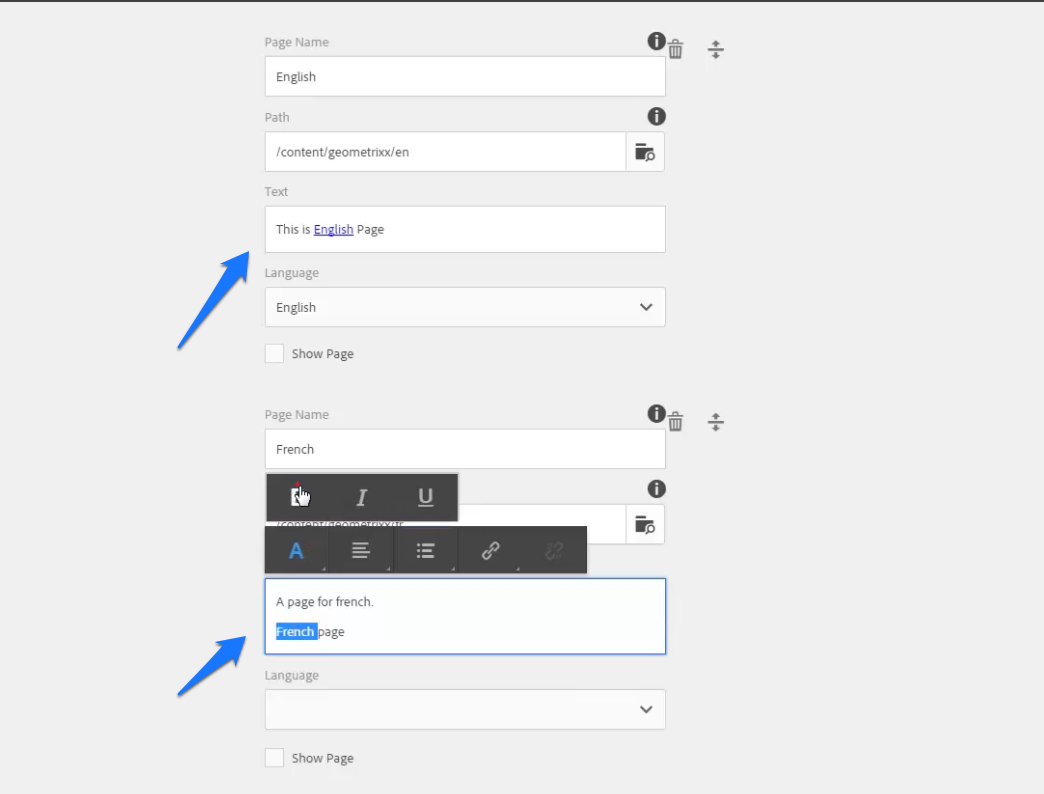 Page Name
English
Path
/content/geometrixx/en
Text
This is English Page
Language
English
Show Page
Page Name
French
I U
/content/geometrixx/fr
A
A page for french.
French page
Language
Show Page